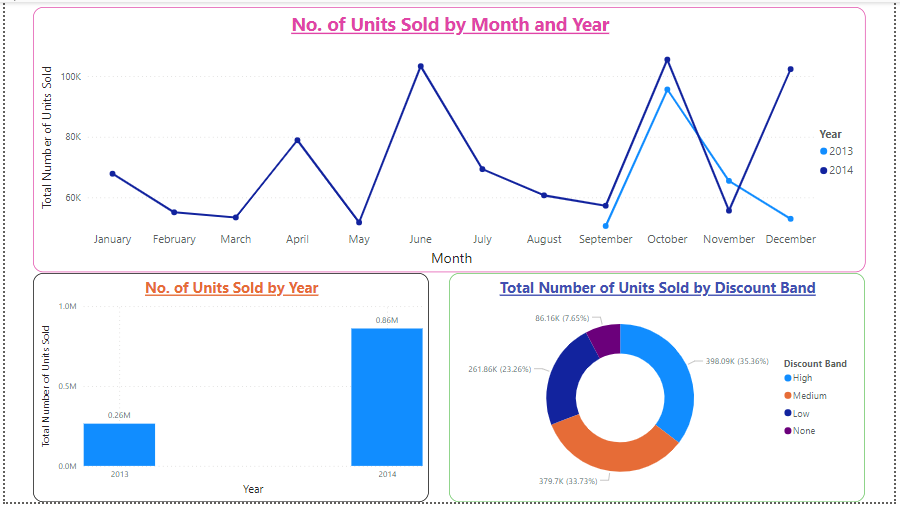 No. of Units Sold by Month and Year
Total Number of Units Sold
100K
80K
60K
January February March April May June July August September October November December
Month
Year
2013
2014
No. of Units Sold by Year
Total Number of Units Sold
1.0M
0.5M
0.0M
0.26M
0.86M
2013 2014
Year
Total Number of Units Sold by Discount Band
86.16K (7.65%)
398.09K (35.36%)
261.86K (23.26%)
379.7K (33.73%)
Discount Band
High
Medium
Low
None